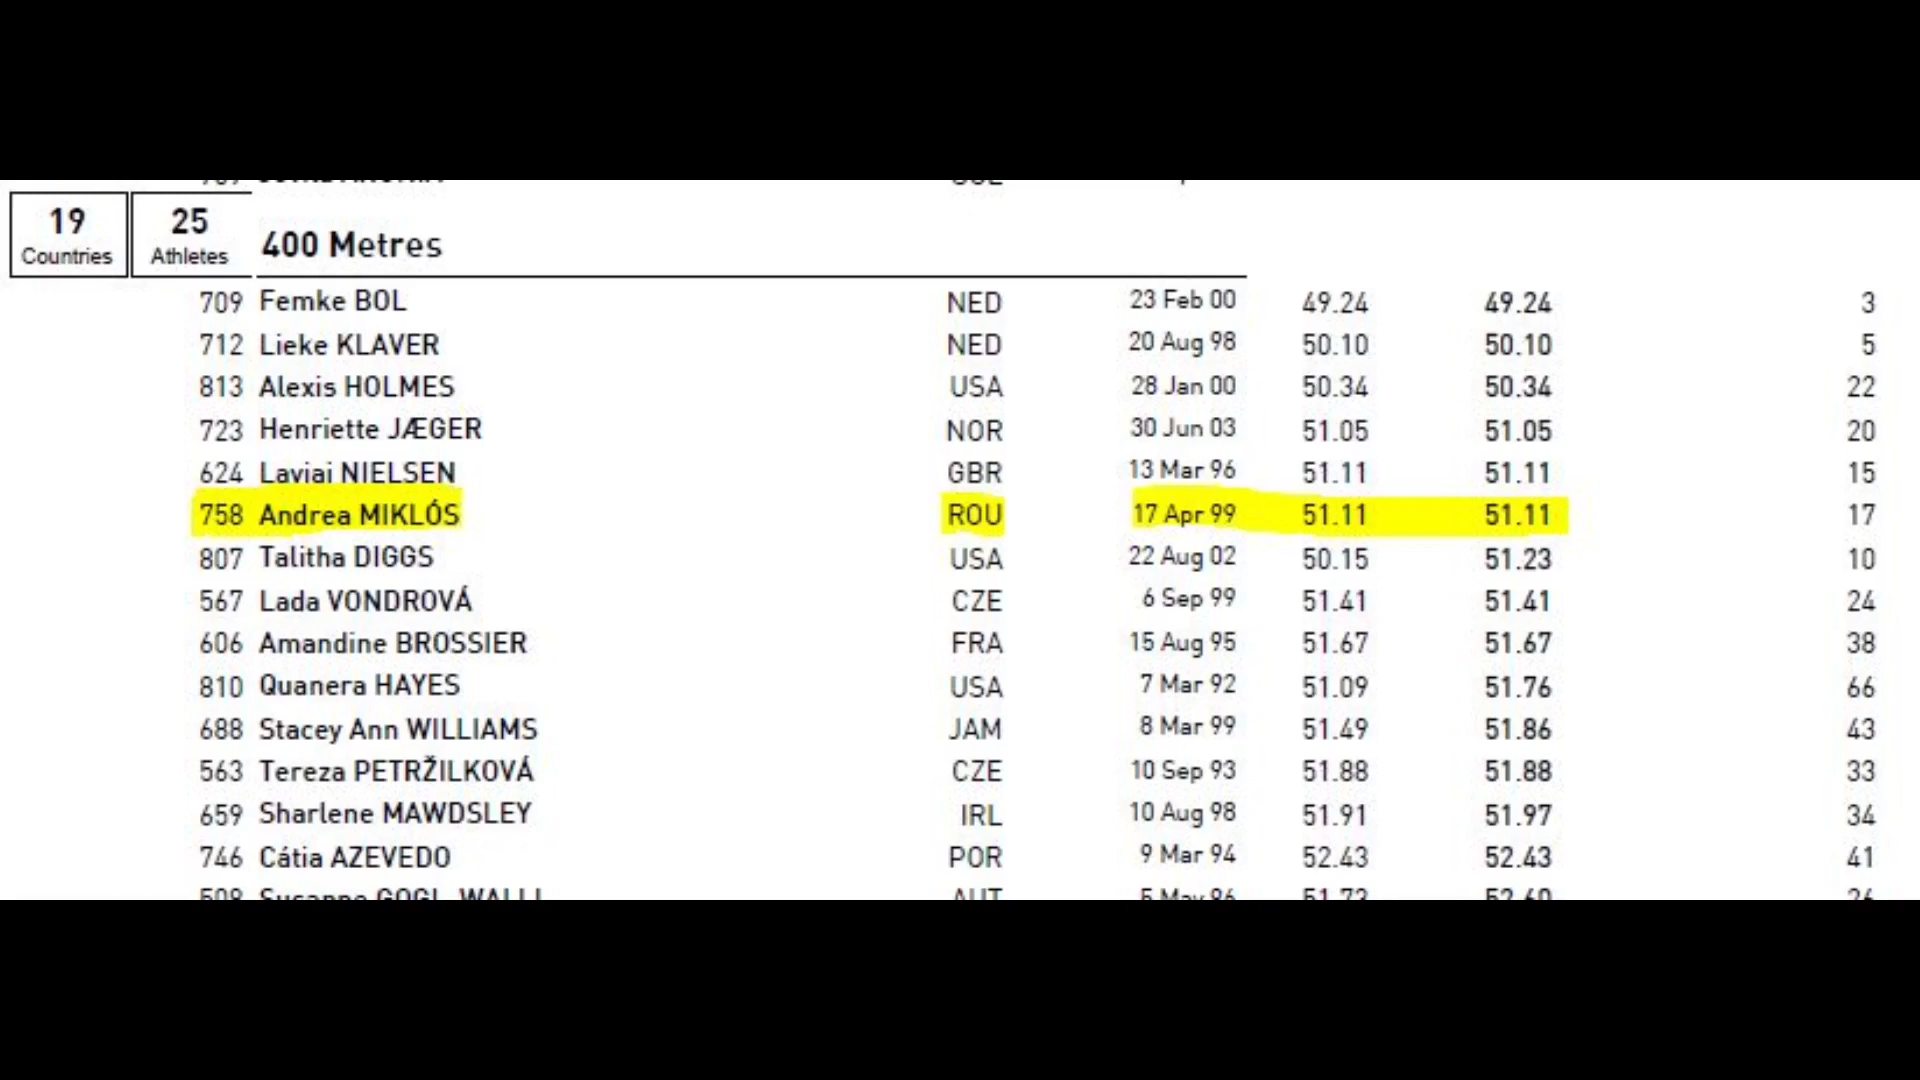 19 25 400 Metres
Countries Athletes
709 Femke BOL NED 23 Feb 00 49.24 49.24 3
712 Lieke KLAVER NED 20 Aug 98 50.10 50.10 5
813 Alexis HOLMES USA 28 Jan 00 50.34 50.34 22
723 Henriette JÆGER NOR 30 Jun 03 51.05 51.05 20
624 Laviai NIELSEN GBR 13 Mar 96 51.11 51.11 15
758 Andrea MIKLÓS ROU 17 Apr 99 51.11 51.11 17
807 Talitha DIGGS USA 22 Aug 02 50.15 51.23 10
567 Lada VONDROVÁ CZE 6 Sep 99 51.41 51.41 24
606 Amandine BROSSIER FRA 15 Aug 95 51.67 51.67 38
810 Quanera HAYES USA 7 Mar 92 51.09 51.76 66
688 Stacey Ann WILLIAMS JAM 8 Mar 99 51.49 51.86 43
563 Tereza PETRŽILKOVÁ CZE 10 Sep 93 51.88 51.88 33
659 Sharlene MAWDSLEY IRL 10 Aug 98 51.91 51.97 34
746 Cátia AZEVEDO POR 9 Mar 94 52.43 52.43 41